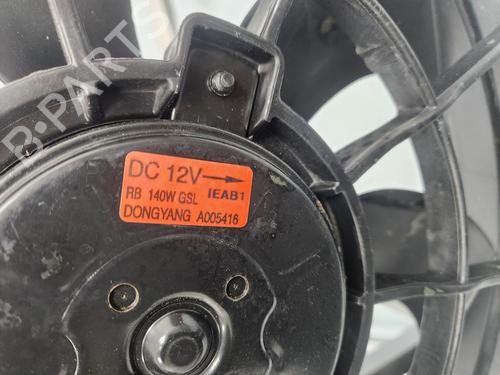 B-PARTS
DC 12V
RB 140W GSL IEAB1
DONGYANG A005416